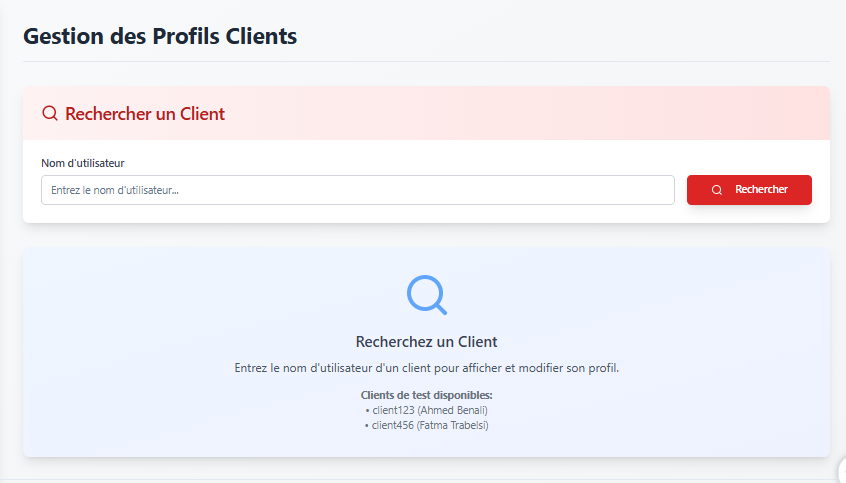 Gestion des Profils Clients
Rechercher un Client
Nom d'utilisateur
Entrez le nom d'utilisateur...
Rechercher
Recherchez un Client
Entrez le nom d'utilisateur d'un client pour afficher et modifier son profil.
Clients de test disponibles:
• client123 (Ahmed Benali)
• client456 (Fatma Trabelsi)